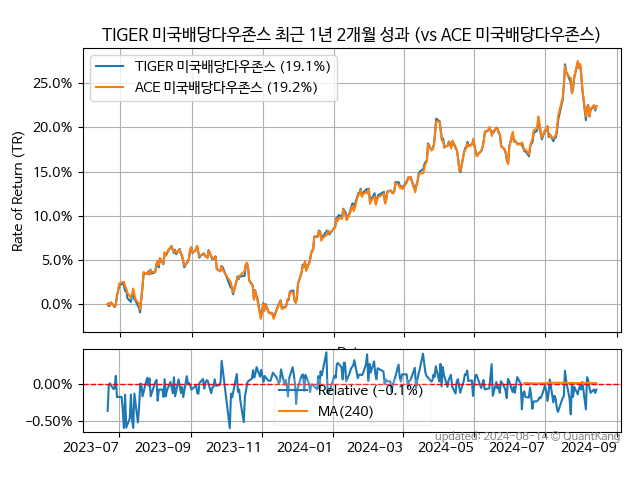 TIGER 미국배당다우존스 최근 1년 2개월 성과 (vs ACE 미국배당다우존스)
TIGER 미국배당다우존스 (19.1%)
ACE 미국배당다우존스 (19.2%)
Rate of Return (TR)
25.0%
20.0%
15.0%
10.0%
5.0%
0.0%
0.00%
−0.50%
Relative (−0.1%)
MA(240)
2023-07
2023-09
2023-11
2024-01
2024-03
2024-05
2024-07
2024-09
updated: 2024-08-14 © QuantKang